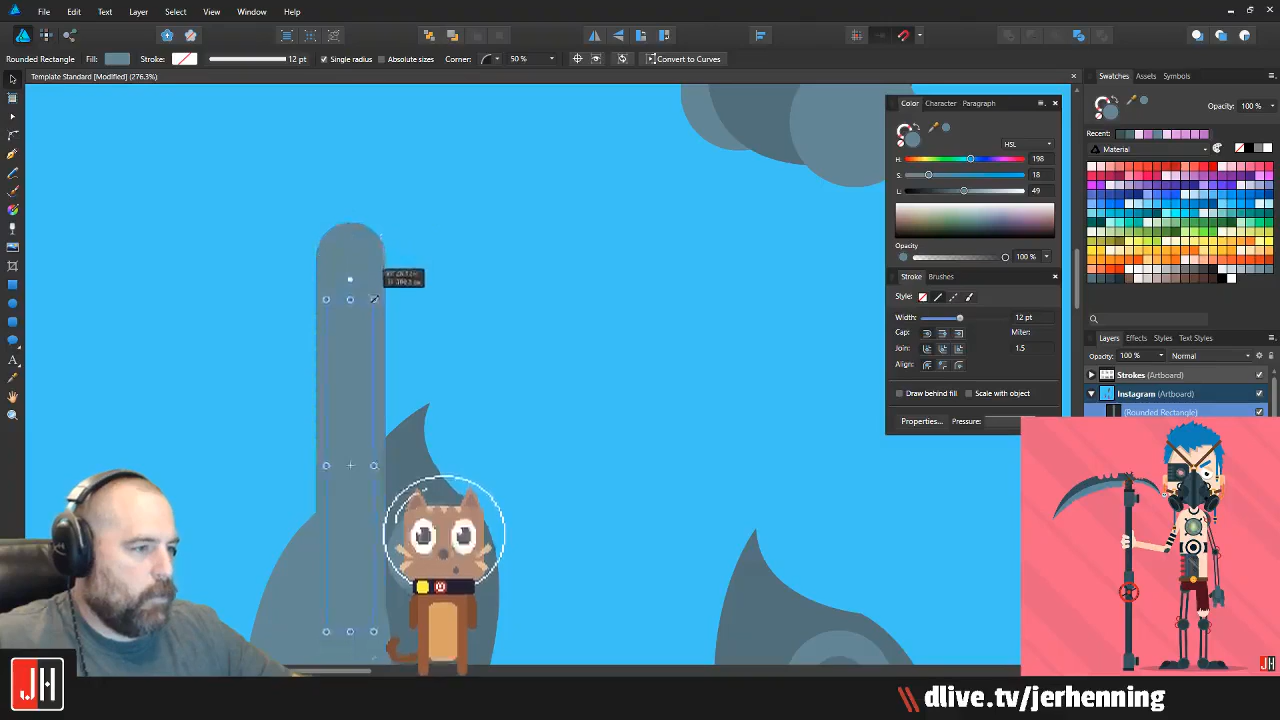 File Edit Text Layer Select View Window Help
Rounded Rectangle Fill: Stroke: 12 pt Single radius Absolute sizes Corner: 50 % Convert to Curves
Template Standard [Modified] (276.3%)
Swatches Assets Symbols
Opacity: 100 %
Recent:
Material
Color Character Paragraph
HSL
H: 198
S: 18
L: 49
Opacity
100 %
Stroke Brushes
Style:
Width: 12 pt
Cap: Miter:
Join: 1.5
Align:
Draw behind fill Scale with object
Properties... Pressure:
Layers Effects Styles Text Styles
Opacity: 100 % Normal
Strokes (Artboard)
Instagram (Artboard)
(Rounded Rectangle)
JH
JH
\\ dlive.tv/jerhenning